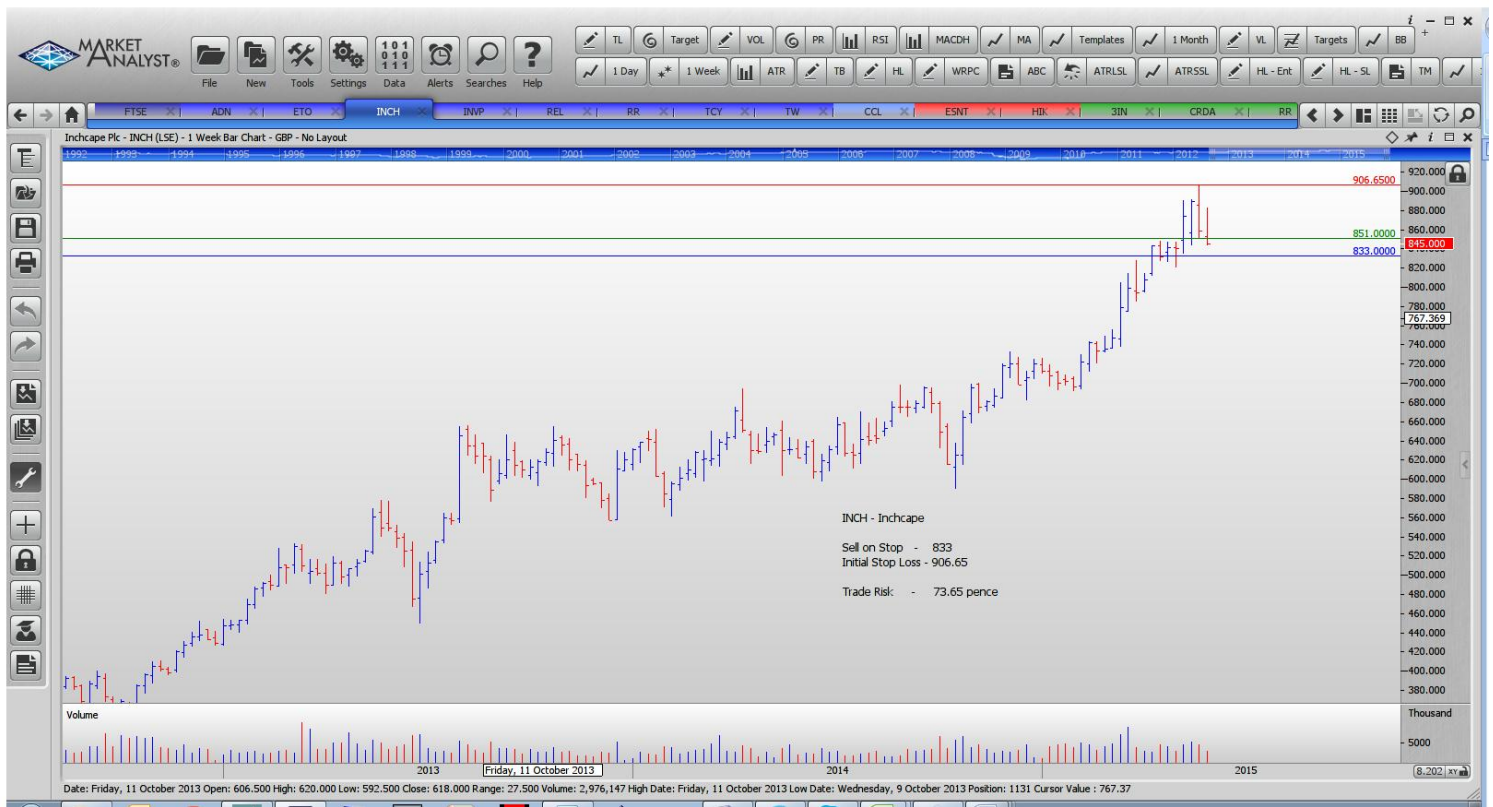 MARKET
ANALYST®
File New Tools Settings Data Alerts Searches Help
TL Target VOL PR RSI MACDH MA Templates 1 Month VL Targets BB
1 Day 1 Week ATR TB HL WRPC ABC ATRLSL ATRSSL HL - Ent HL - SL TM
FTSE ADN ETO INCH INVP REL RR TCY TW CCL ESNT HIK 3IN CRDA RR
Inchcape Plc - INCH (LSE) - 1 Week Bar Chart - GBP - No Layout
1992 1993 1994 1995 1996 1997 1998 1999 2000 2001 2002 2003 2004 2005 2006 2007 2008 2009 2010 2011 2012 2013 2014 2015
920.000
906.6500
900.000
880.000
860.000
851.0000
845.000
833.0000
820.000
800.000
780.000
767.369
760.000
740.000
720.000
700.000
680.000
660.000
640.000
620.000
600.000
580.000
560.000
540.000
520.000
500.000
480.000
460.000
440.000
420.000
400.000
380.000
INCH - Inchcape
Sell on Stop - 833
Initial Stop Loss - 906.65
Trade Risk - 73.65 pence
Volume
Thousand
5000
2013 Friday, 11 October 2013 2014 2015
8.202 XY
Date: Friday, 11 October 2013 Open: 606.500 High: 620.000 Low: 592.500 Close: 618.000 Range: 27.500 Volume: 2,976,147 High Date: Friday, 11 October 2013 Low Date: Wednesday, 9 October 2013 Position: 1131 Cursor Value : 767.37